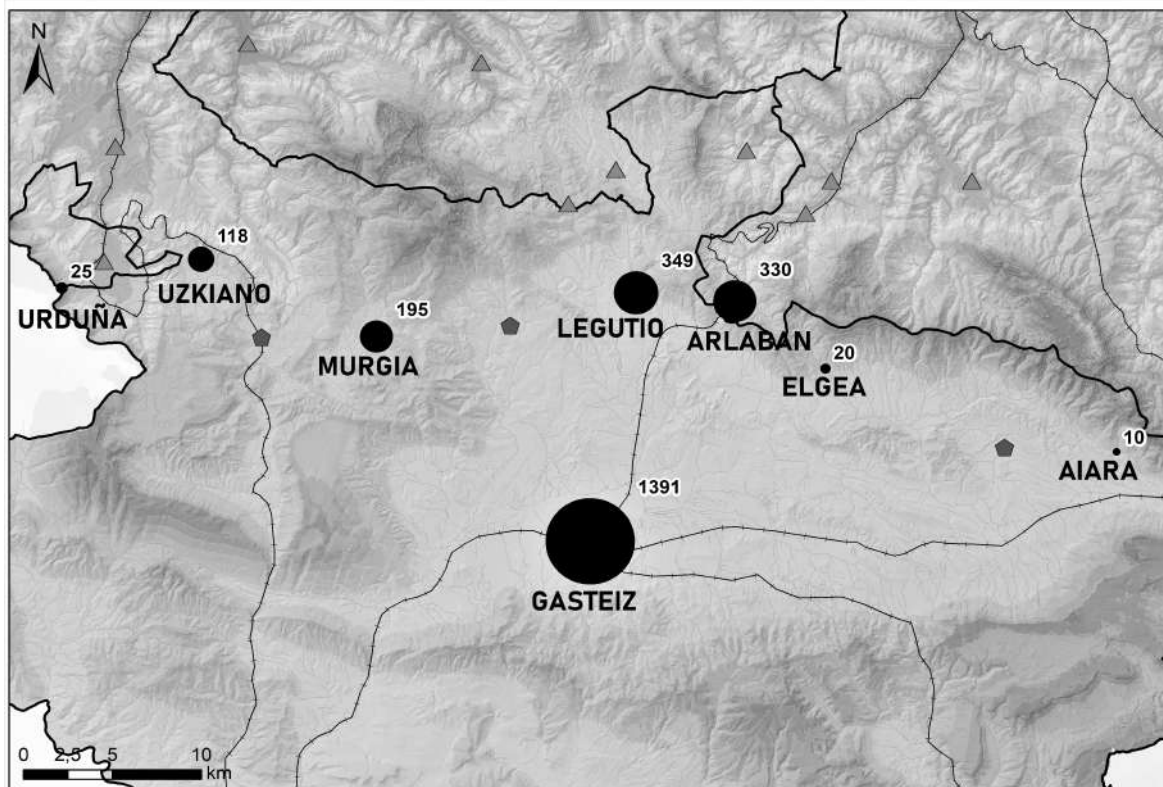 N
118
25
349
330
UZKIANO
URDUÑA
195
LEGUTIO
ARLABAN
MURGIA
20
ELGEA
10
AIARA
1391
GASTEIZ
0 2,5 5 10
km